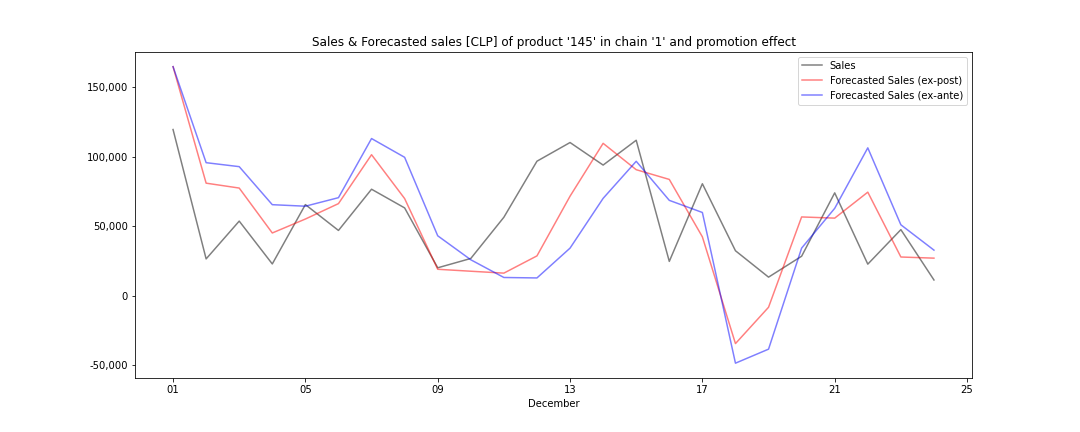 Sales & Forecasted sales [CLP] of product '145' in chain '1' and promotion effect
Sales
Forecasted Sales (ex-post)
Forecasted Sales (ex-ante)
150,000
100,000
50,000
0
-50,000
01 05 09 13 17 21 25
December